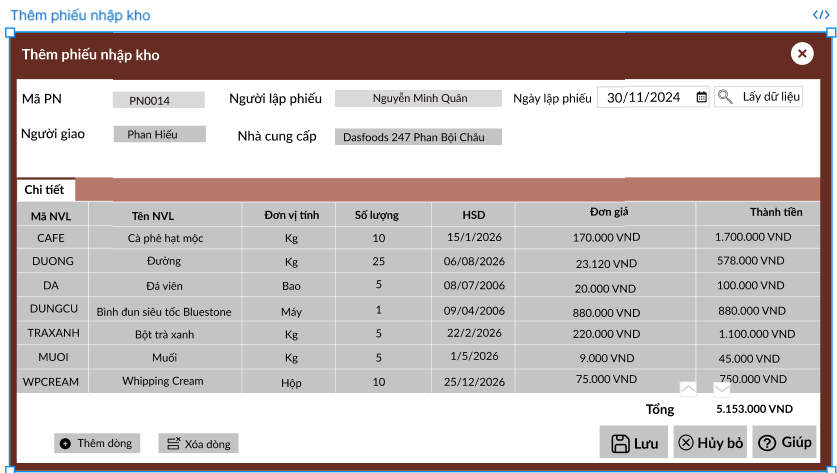 Thêm phiếu nhập kho
</>
Thêm phiếu nhập kho
Mã PN PN0014 Người lập phiếu Nguyễn Minh Quân Ngày lập phiếu 30/11/2024 Lấy dữ liệu
Người giao Phan Hiếu Nhà cung cấp Dasfoods 247 Phan Bội Châu
Chi tiết
Mã NVL Tên NVL Đơn vị tính Số lượng HSD Đơn giá Thành tiền
CAFE Cà phê hạt mộc Kg 10 15/1/2026 170.000 VND 1.700.000 VND
DUONG Đường Kg 25 06/08/2026 23.120 VND 578.000 VND
DA Đá viên Bao 5 08/07/2006 20.000 VND 100.000 VND
DUNGCU Bình đun siêu tốc Bluestone Máy 1 09/04/2006 880.000 VND 880.000 VND
TRAXANH Bột trà xanh Kg 5 22/2/2026 220.000 VND 1.100.000 VND
MUOI Muối Kg 5 1/5/2026 9.000 VND 45.000 VND
WPCREAM Whipping Cream Hộp 10 25/12/2026 75.000 VND 750.000 VND
Tổng 5.153.000 VND
Thêm dòng Xóa dòng Lưu Hủy bỏ Giúp